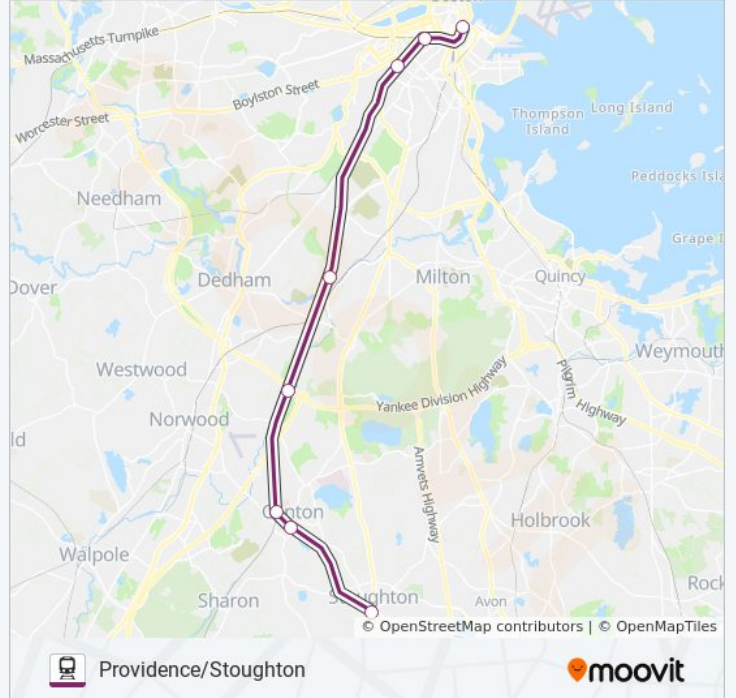 Massachusetts Turnpike
Boylston Street
Worcester Street
Thompson
Island
Long Island
Needham
Peddocks Isla
Grape I
Dover
Dedham
Milton
Quincy
Westwood
Weymouth
Yankee Division Highway
Pilgrim
Highway
Norwood
ld
Amvets Highway
Holbrook
Walpole
Sharon
Avon
Rock
© OpenStreetMap contributors | © OpenMapTiles
Providence/Stoughton
moovit